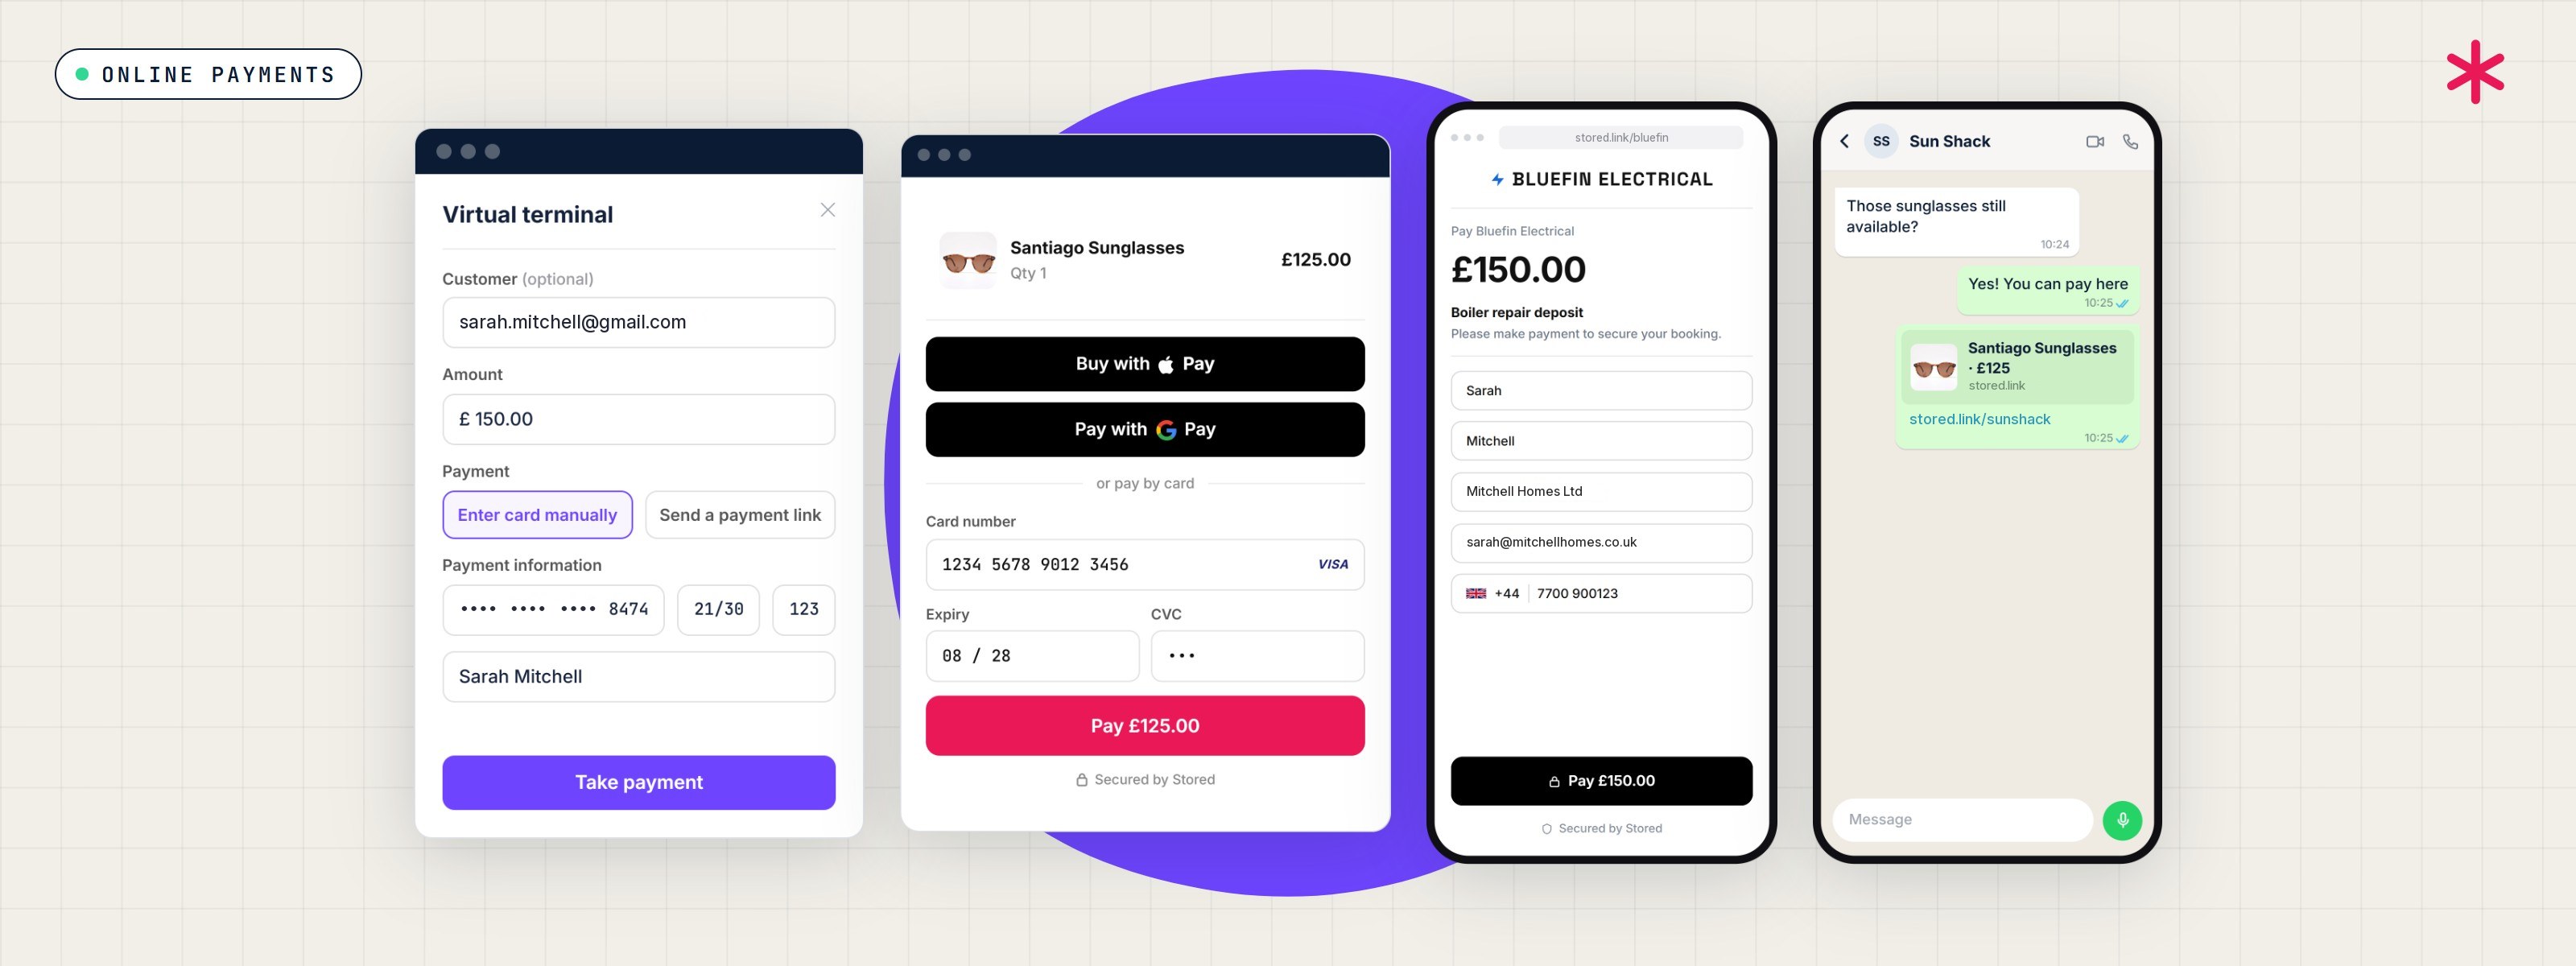 ONLINE PAYMENTS
Virtual terminal
Customer (optional)
sarah.mitchell@gmail.com
Amount
£ 150.00
Payment
Enter card manually
Send a payment link
Payment information
•••• •••• •••• 8474
21/30
123
Sarah Mitchell
Take payment
Santiago Sunglasses
Qty 1
£125.00
Buy with Pay
Pay with G Pay
or pay by card
Card number
1234 5678 9012 3456
VISA
Expiry
CVC
08 / 28
•••
Pay £125.00
Secured by Stored
stored.link/bluefin
BLUEFIN ELECTRICAL
Pay Bluefin Electrical
£150.00
Boiler repair deposit
Please make payment to secure your booking.
Sarah
Mitchell
Mitchell Homes Ltd
sarah@mitchellhomes.co.uk
+44
7700 900123
Pay £150.00
Secured by Stored
SS
Sun Shack
Those sunglasses still
available?
10:24
Yes! You can pay here
10:25
Santiago Sunglasses
· £125
stored.link
stored.link/sunshack
10:25
Message